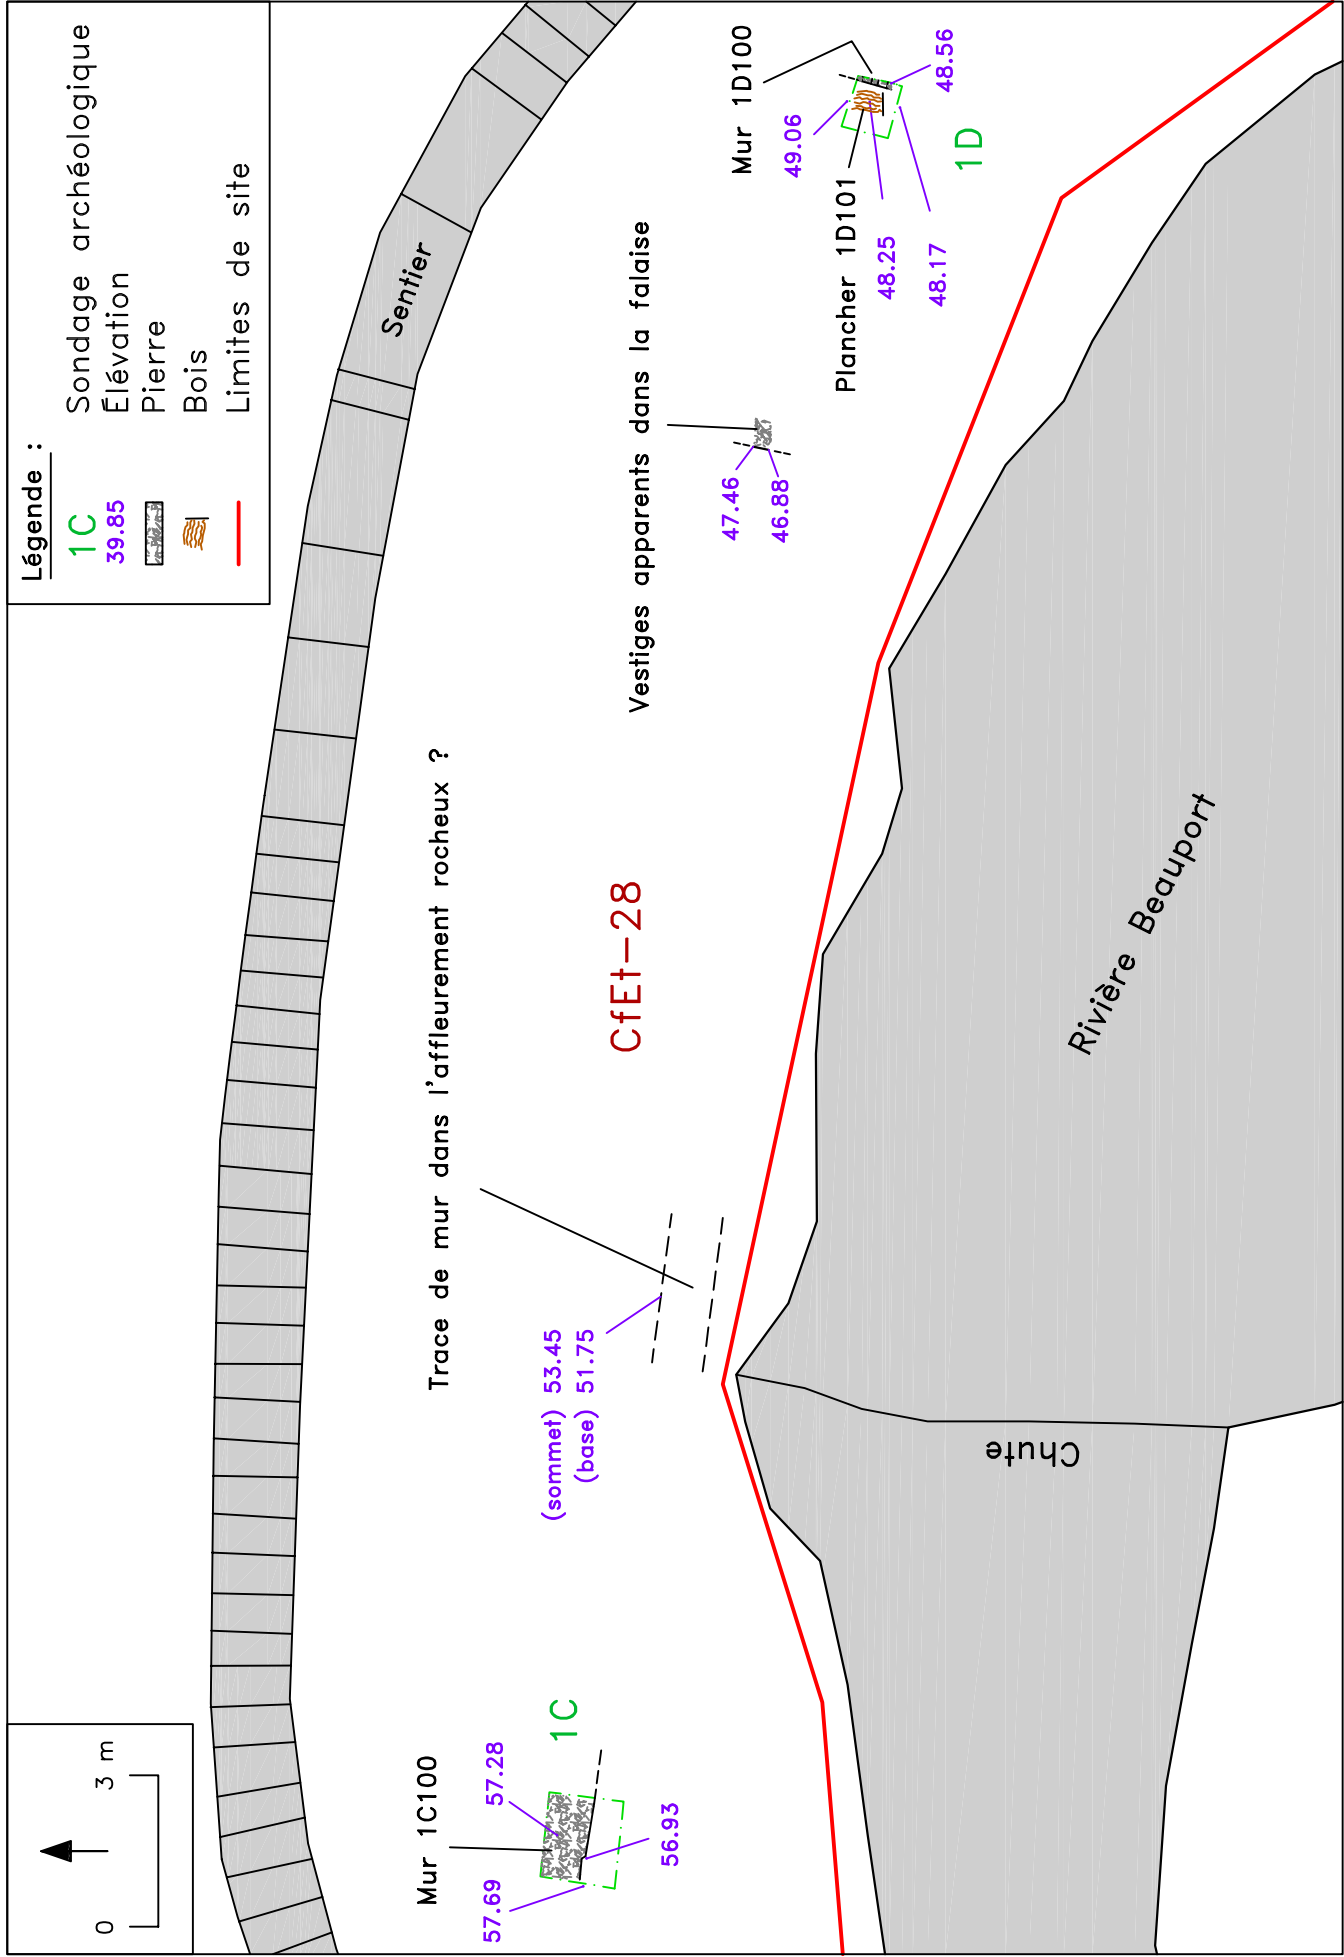 Légende :
1C Sondage archéologique
39.85 Élévation
Pierre
Bois
Limites de site
0 3 m
Sentier
Mur 1C100
57.69
57.28
1C
56.93
Trace de mur dans l'affleurement rocheux ?
(sommet) 53.45
(base) 51.75
CfEt-28
Vestiges apparents dans la falaise
47.46
46.88
Mur 1D100
49.06
48.56
Plancher 1D101
48.25
48.17
1D
Chute
Rivière Beauport